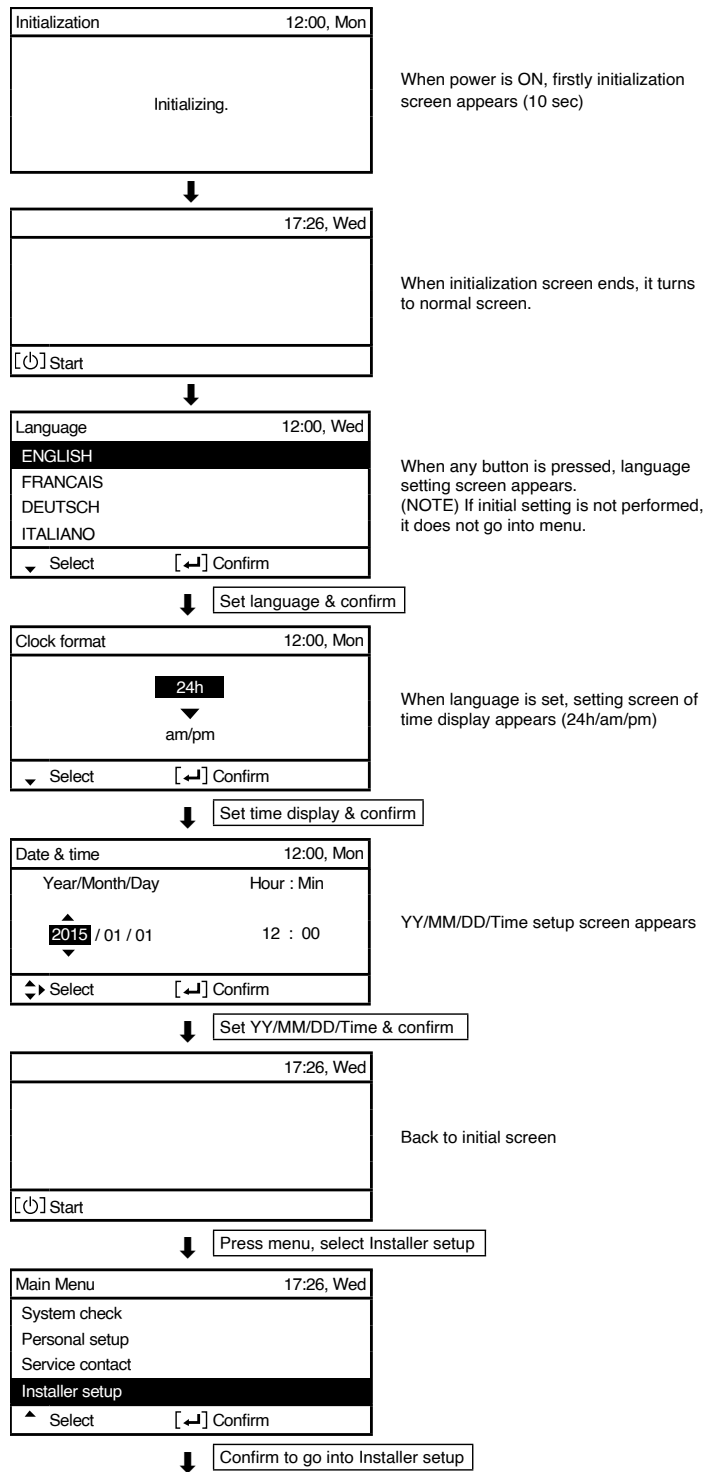 Initialization 12:00, Mon
Initializing.
When power is ON, firstly initialization
screen appears (10 sec)
17:26, Wed
[⏻] Start
When initialization screen ends, it turns
to normal screen.
Language 12:00, Wed
ENGLISH
FRANCAIS
DEUTSCH
ITALIANO
Select [↵] Confirm
When any button is pressed, language
setting screen appears.
(NOTE) If initial setting is not performed,
it does not go into menu.
Set language & confirm
Clock format 12:00, Mon
24h
am/pm
Select [↵] Confirm
When language is set, setting screen of
time display appears (24h/am/pm)
Set time display & confirm
Date & time 12:00, Mon
Year/Month/Day Hour : Min
2015 / 01 / 01 12 : 00
Select [↵] Confirm
YY/MM/DD/Time setup screen appears
Set YY/MM/DD/Time & confirm
17:26, Wed
[⏻] Start
Back to initial screen
Press menu, select Installer setup
Main Menu 17:26, Wed
System check
Personal setup
Service contact
Installer setup
Select [↵] Confirm
Confirm to go into Installer setup